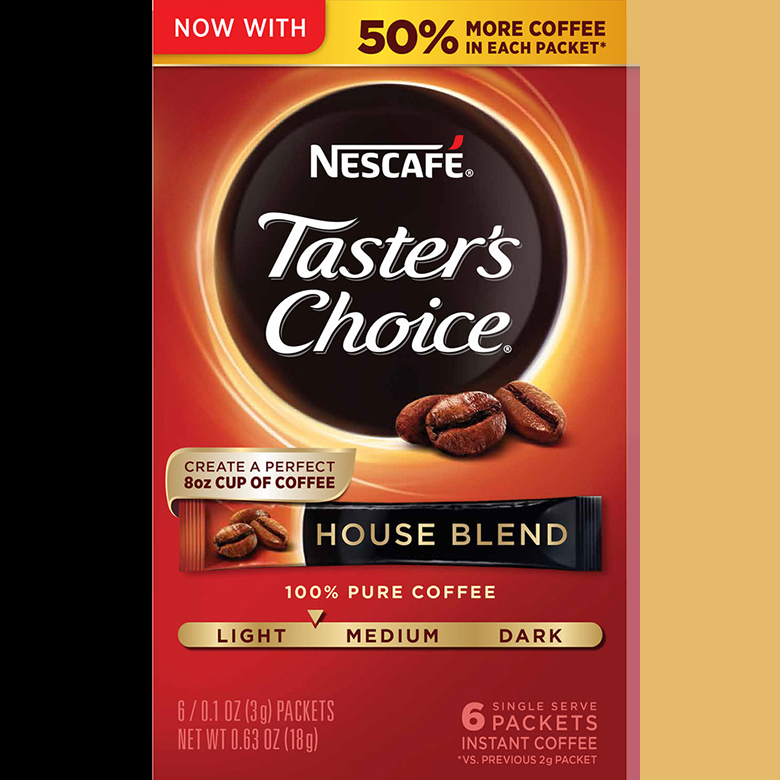 NOW WITH
50% MORE COFFEE
IN EACH PACKET*
NESCAFÉ®
Taster's
Choice®
CREATE A PERFECT
8oz CUP OF COFFEE
HOUSE BLEND
100% PURE COFFEE
LIGHT MEDIUM DARK
6 / 0.1 OZ (3g) PACKETS
NET WT 0.63 OZ (18g)
6 SINGLE SERVE
PACKETS
INSTANT COFFEE
*VS. PREVIOUS 2g PACKET